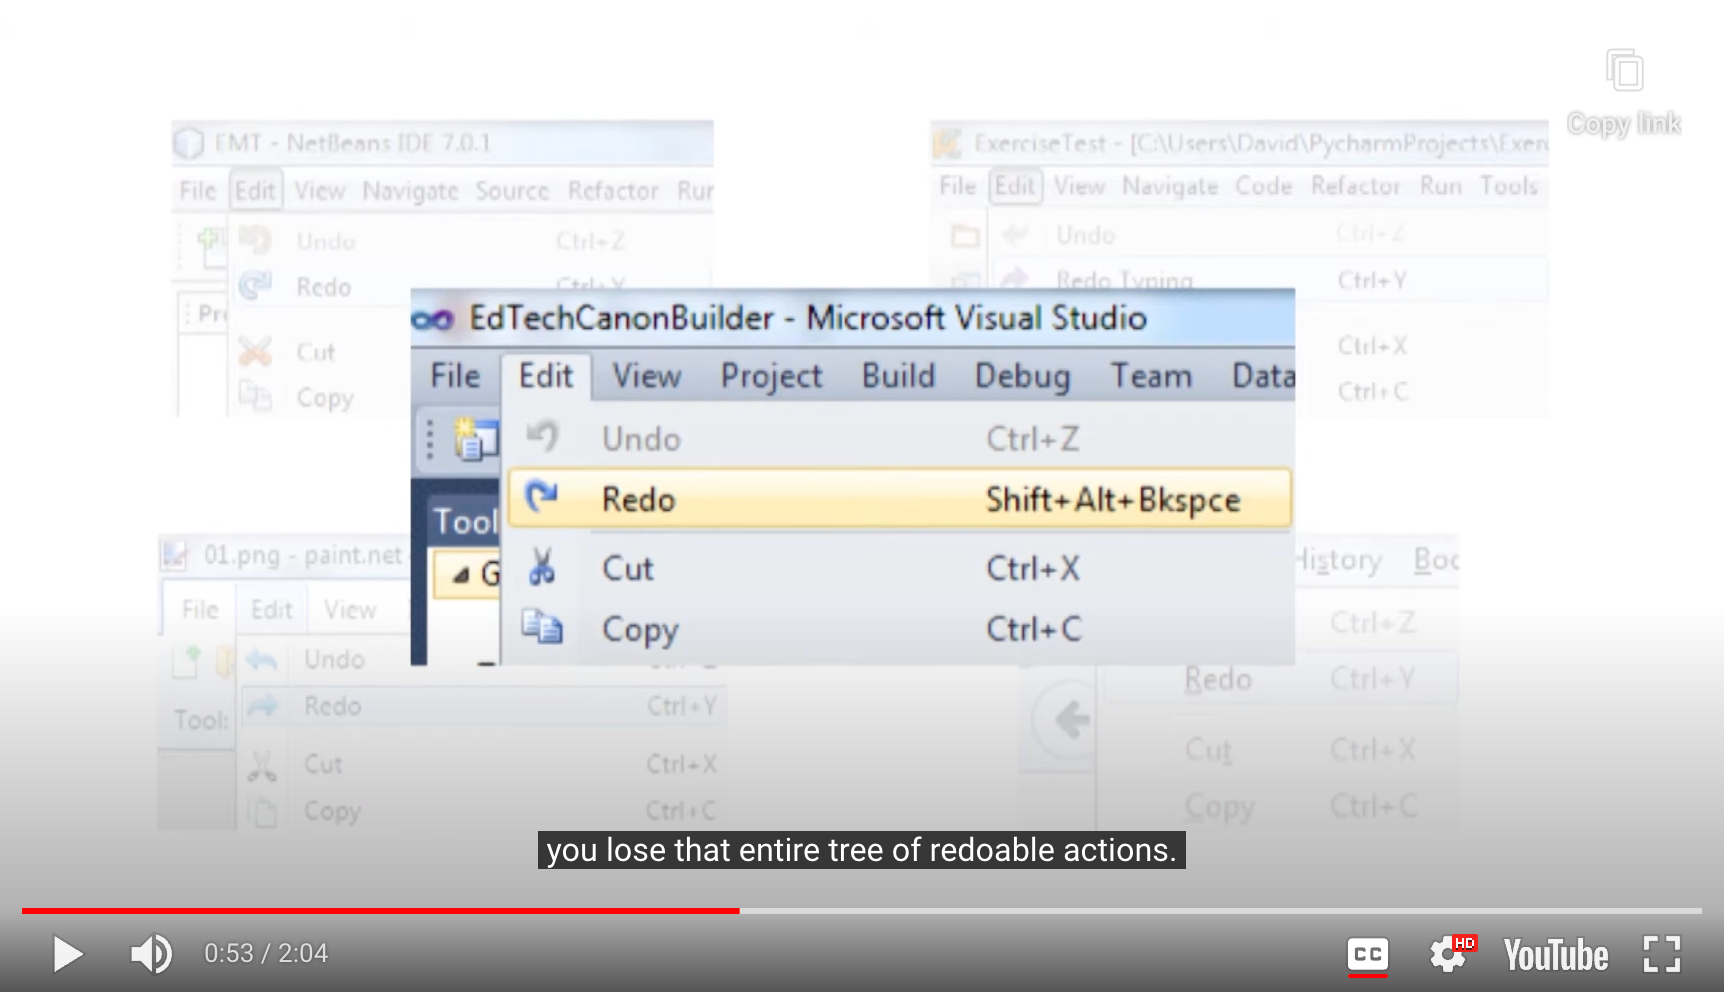 Copy link
EMT - NetBeans IDE 7.0.1
File Edit View Navigate Source Refactor Run
Undo Ctrl+Z
Redo Ctrl+Y
Cut
Copy
ExerciseTest - [C:\Users\David\PycharmProjects\Exer
File Edit View Navigate Code Refactor Run Tools
Undo Ctrl+Z
Redo Typing Ctrl+Y
Ctrl+X
Ctrl+C
EdTechCanonBuilder - Microsoft Visual Studio
File Edit View Project Build Debug Team Data
Undo Ctrl+Z
Redo Shift+Alt+Bkspce
Tool
G
Cut Ctrl+X
Copy Ctrl+C
01.png - paint.net
File Edit View
Undo
Redo Ctrl+Y
Tool:
Cut Ctrl+X
Copy Ctrl+C
History Boo
Ctrl+Z
Redo Ctrl+Y
Cut Ctrl+X
Copy Ctrl+C
you lose that entire tree of redoable actions.
0:53 / 2:04
CC
HD
YouTube